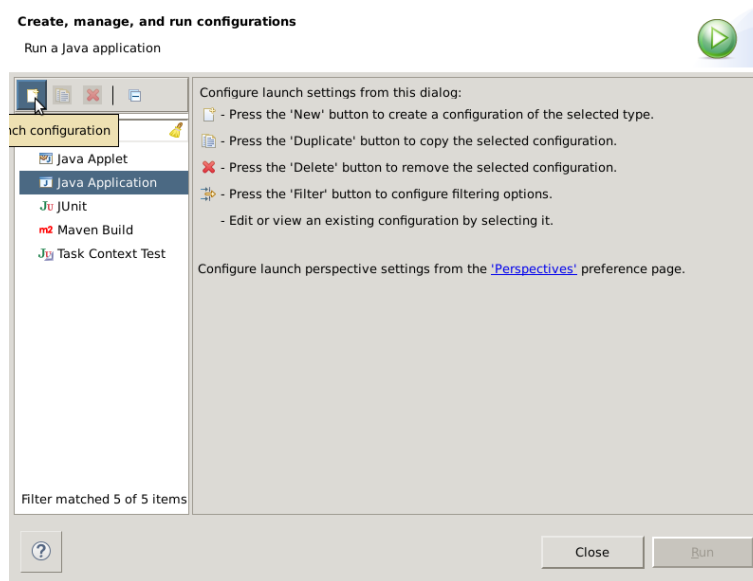 Create, manage, and run configurations
Run a Java application
nch configuration
Java Applet
Java Application
Ju JUnit
m2 Maven Build
Task Context Test
Filter matched 5 of 5 items
Configure launch settings from this dialog:
- Press the 'New' button to create a configuration of the selected type.
- Press the 'Duplicate' button to copy the selected configuration.
- Press the 'Delete' button to remove the selected configuration.
- Press the 'Filter' button to configure filtering options.
- Edit or view an existing configuration by selecting it.
Configure launch perspective settings from the 'Perspectives' preference page.
?
Close
Run